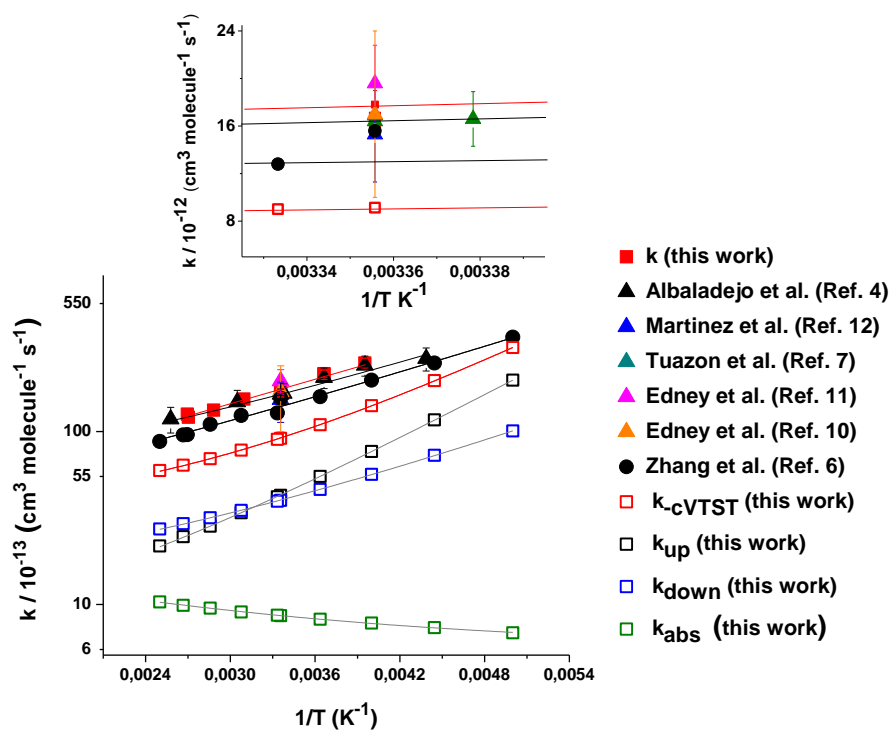 24
16
8
k / 10⁻¹² (cm³ molecule⁻¹ s⁻¹)
0,00334 0,00336 0,00338
1/T K⁻¹
550
100
55
10
6
k / 10⁻¹³ (cm³ molecule⁻¹ s⁻¹)
0,0024 0,0030 0,0036 0,0042 0,0048 0,0054
1/T (K⁻¹)
k (this work)
Albaladejo et al. (Ref. 4)
Martinez et al. (Ref. 12)
Tuazon et al. (Ref. 7)
Edney et al. (Ref. 11)
Edney et al. (Ref. 10)
Zhang et al. (Ref. 6)
k-cVTST (this work)
kup (this work)
kdown (this work)
kabs (this work)